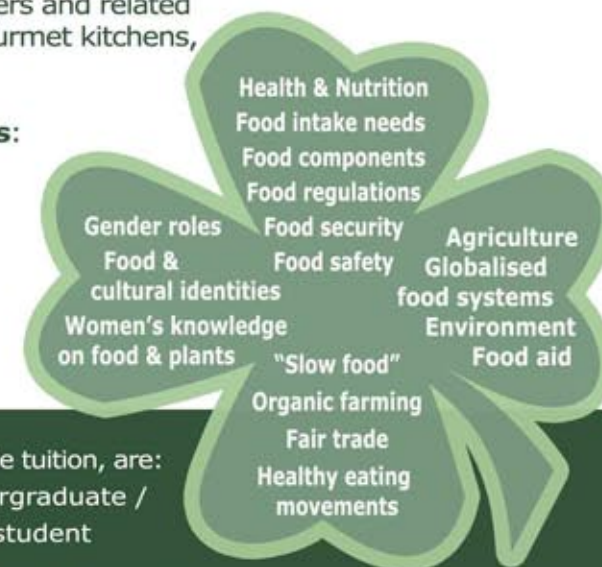 ers and related
urmet kitchens,
s:
Health & Nutrition
Food intake needs
Food components
Food regulations
Food security
Food safety
Gender roles
Food &
cultural identities
Women's knowledge
on food & plants
Agriculture
Globalised
food systems
Environment
Food aid
"Slow food"
Organic farming
Fair trade
Healthy eating
movements
e tuition, are:
rgraduate /
student